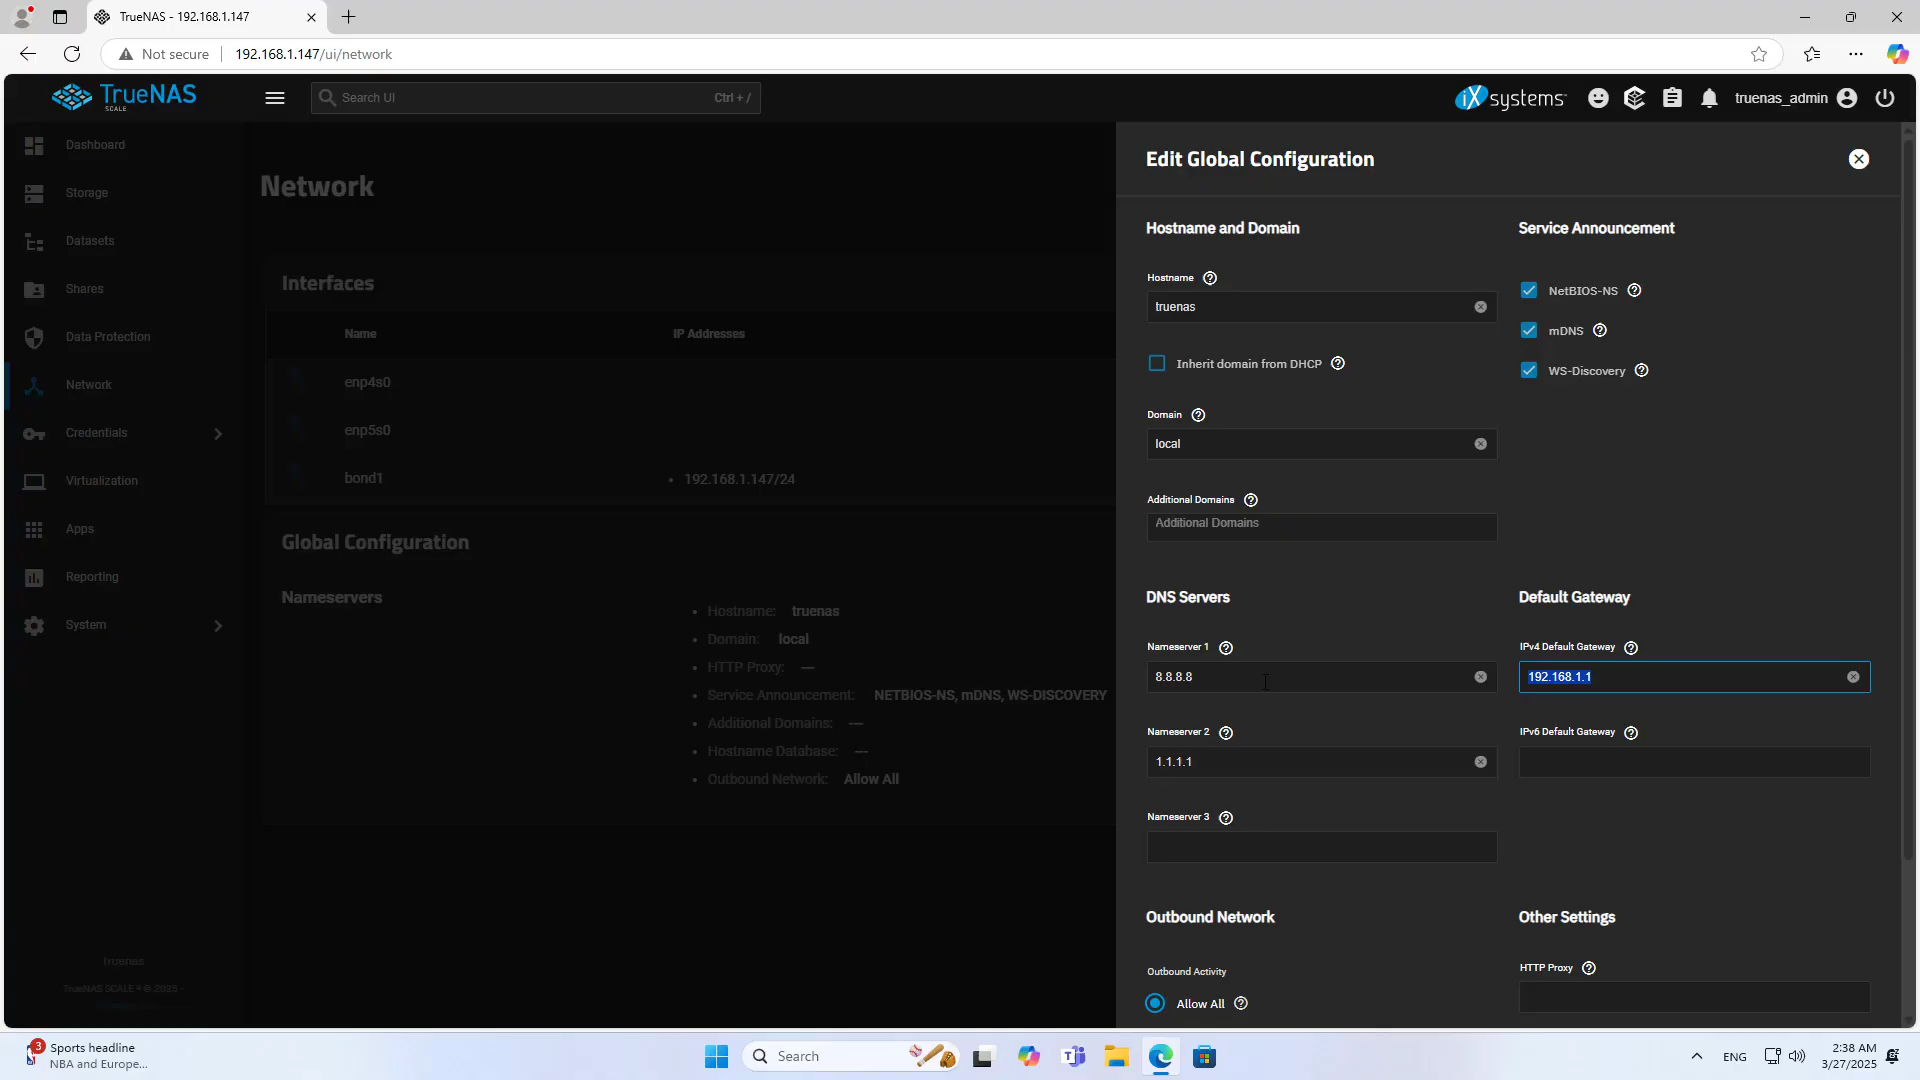 TrueNAS - 192.168.1.147
Not secure
192.168.1.147/ui/network
TrueNAS
SCALE
Search UI
Ctrl + /
iXsystems
truenas_admin
Dashboard
Storage
Datasets
Shares
Data Protection
Network
Credentials
Virtualization
Apps
Reporting
System
truenas
TrueNAS SCALE ® © 2025 -
Network
Interfaces
Name
IP Addresses
enp4s0
enp5s0
bond1
• 192.168.1.147/24
Global Configuration
Nameservers
• Hostname: truenas
• Domain: local
• HTTP Proxy: —
• Service Announcement: NETBIOS-NS, mDNS, WS-DISCOVERY
• Additional Domains: —
• Hostname Database: —
• Outbound Network: Allow All
Edit Global Configuration
Hostname and Domain
Hostname
truenas
Inherit domain from DHCP
Domain
local
Additional Domains
Additional Domains
Service Announcement
NetBIOS-NS
mDNS
WS-Discovery
DNS Servers
Nameserver 1
8.8.8.8
Nameserver 2
1.1.1.1
Nameserver 3
Default Gateway
IPv4 Default Gateway
192.168.1.1
IPv6 Default Gateway
Outbound Network
Outbound Activity
Allow All
Other Settings
HTTP Proxy
3
Sports headline
NBA and Europe...
Search
ENG
2:38 AM
3/27/2025